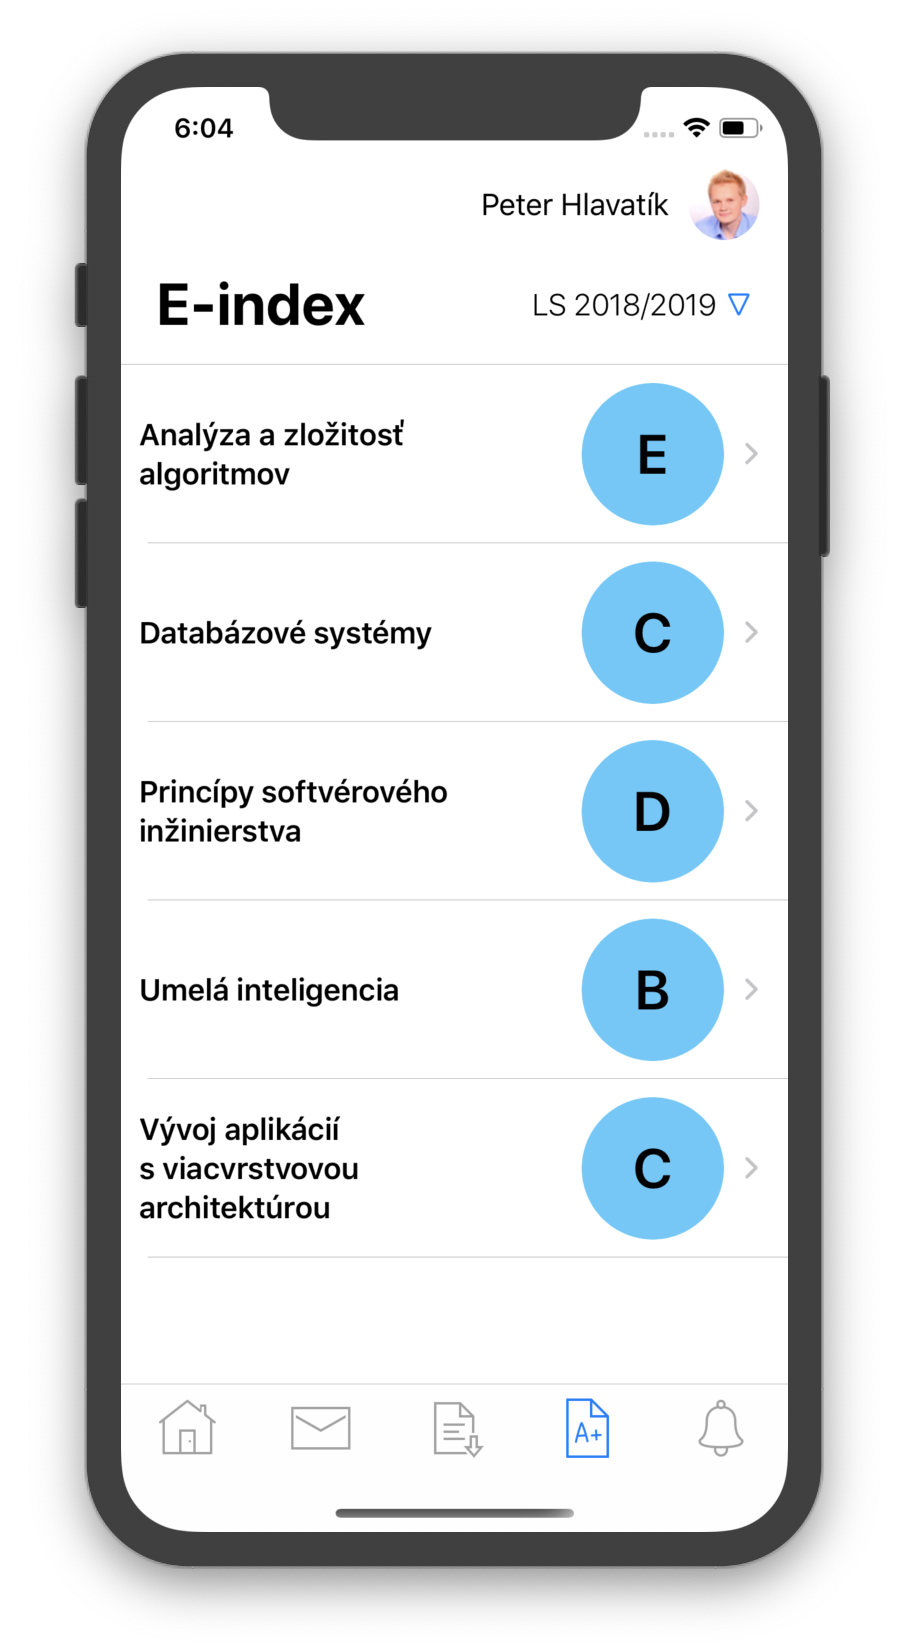 6:04
Peter Hlavatík
E-index
LS 2018/2019
Analýza a zložitosť
algoritmov
E
Databázové systémy
C
Princípy softvérového
inžinierstva
D
Umelá inteligencia
B
Vývoj aplikácií
s viacvrstvovou
architektúrou
C
A+